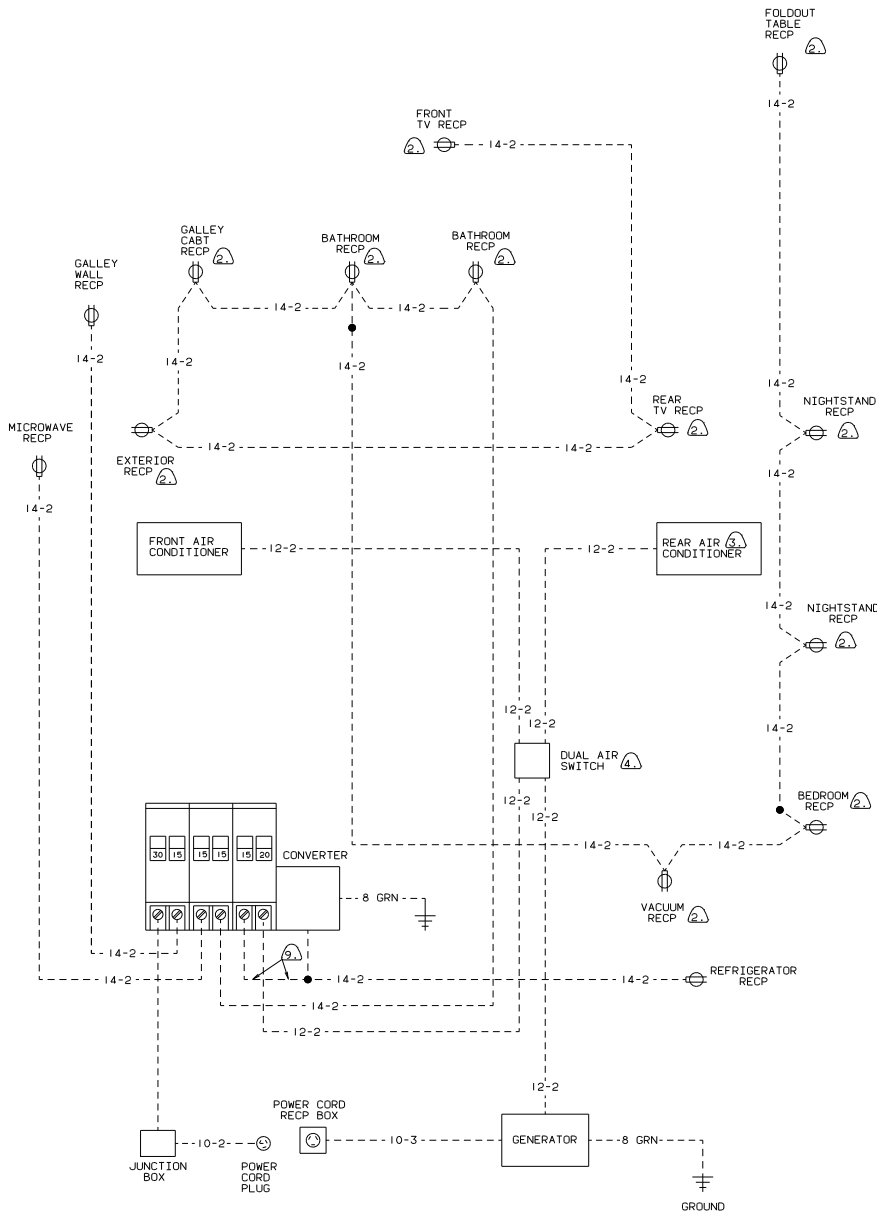 FOLDOUT
TABLE
RECP
2.
14-2
FRONT
TV RECP
2.
14-2
GALLEY
CABT
RECP
2.
BATHROOM
RECP
2.
BATHROOM
RECP
2.
GALLEY
WALL
RECP
14-2
14-2
14-2
14-2
14-2
14-2
14-2
REAR
TV RECP
2.
NIGHTSTAND
RECP
2.
MICROWAVE
RECP
14-2
14-2
EXTERIOR
RECP
2.
14-2
14-2
FRONT AIR
CONDITIONER
12-2
12-2
REAR AIR
CONDITIONER
3.
14-2
NIGHTSTAND
RECP
2.
12-2
12-2
14-2
DUAL AIR
SWITCH
4.
12-2
12-2
BEDROOM
RECP
2.
30
15
15
15
15
20
CONVERTER
14-2
14-2
8 GRN
VACUUM
RECP
2.
14-2
9.
14-2
14-2
14-2
REFRIGERATOR
RECP
14-2
12-2
12-2
POWER CORD
RECP BOX
10-2
10-3
GENERATOR
8 GRN
JUNCTION
BOX
POWER
CORD
PLUG
GROUND